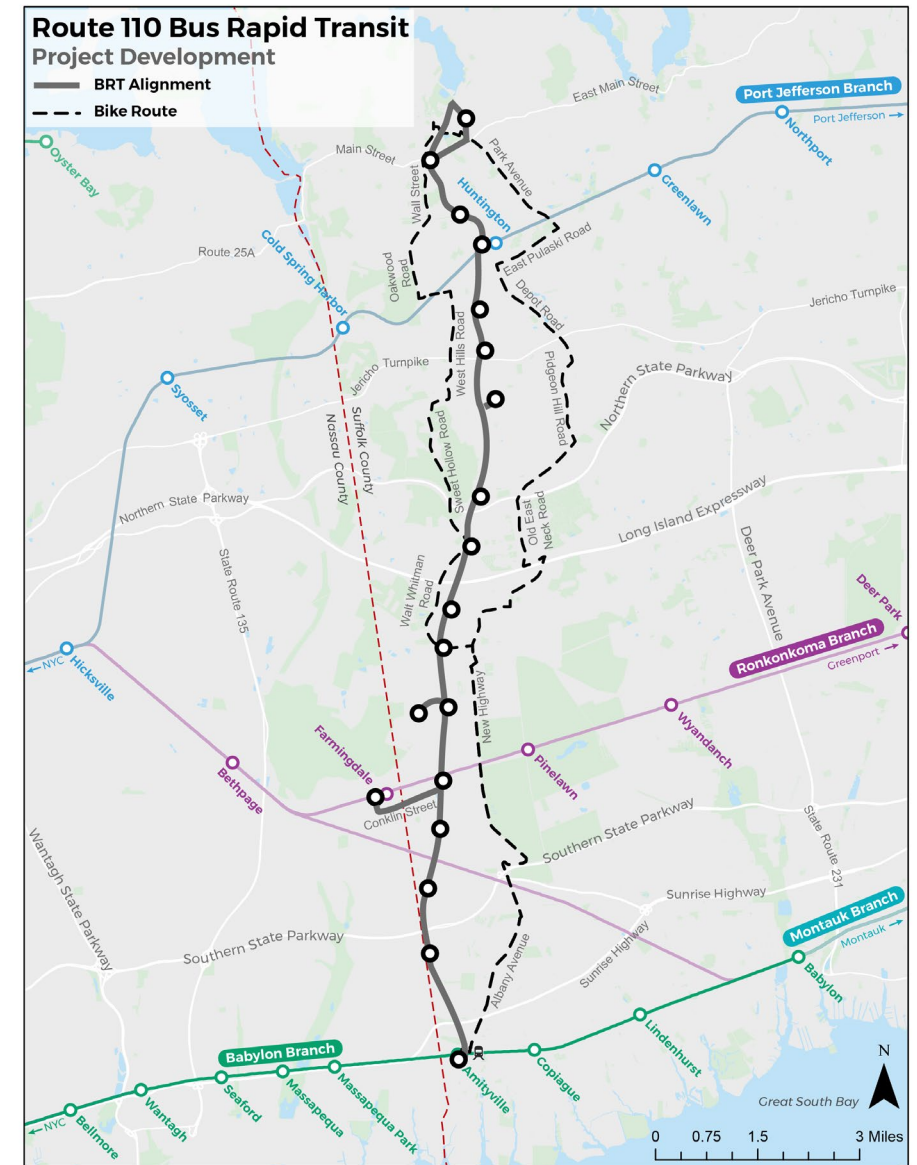 Route 110 Bus Rapid Transit
Project Development
BRT Alignment
Bike Route
East Main Street
Port Jefferson Branch
Port Jefferson →
Northport
Oyster Bay
Main Street
Park Avenue
Greenlawn
Wall Street
Huntington
Route 25A
Cold Spring Harbor
Oakwood
Road
East Pulaski Road
Depot Road
Jericho Turnpike
West Hills Road
Jericho Turnpike
Syosset
Pidgeon Hill Road
Northern State Parkway
Suffolk County
Nassau County
Sweet Hollow Road
Northern State Parkway
Old East
Neck Road
Long Island Expressway
State Route 135
Walt Whitman
Road
Deer Park Avenue
Deer Park
← NYC
Hicksville
Ronkonkoma Branch
Greenport →
New Highway
Wyandanch
Farmingdale
Bethpage
Pinelawn
Conklin Street
Wantagh State Parkway
Southern State Parkway
State Route 231
Sunrise Highway
Southern State Parkway
Albany Avenue
Sunrise Highway
Montauk Branch
Montauk →
Babylon
Babylon Branch
Lindenhurst
Copiague
Amityville
Massapequa Park
Massapequa
Seaford
Wantagh
← NYC
Bellmore
Great South Bay
N
0 0.75 1.5 3 Miles